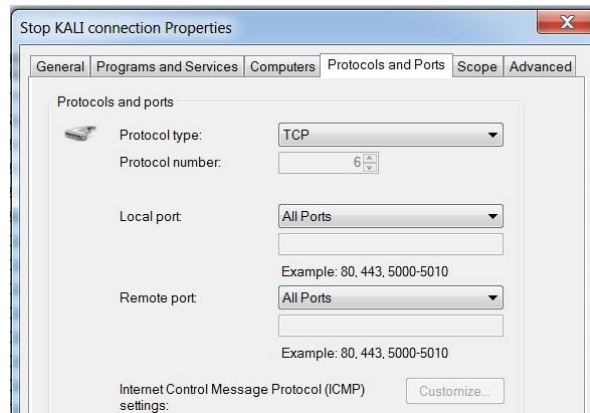 Stop KALI connection Properties
General Programs and Services Computers Protocols and Ports Scope Advanced
Protocols and ports
Protocol type: TCP
Protocol number: 6
Local port: All Ports
Example: 80, 443, 5000-5010
Remote port: All Ports
Example: 80, 443, 5000-5010
Internet Control Message Protocol (ICMP) Customize...
settings: